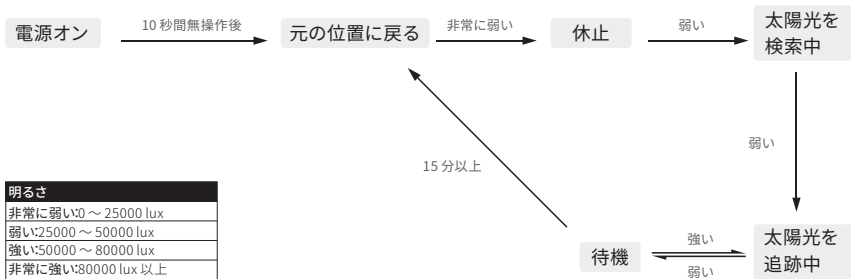 電源オン
10 秒間無操作後
元の位置に戻る
非常に弱い
休止
弱い
太陽光を
検索中
弱い
15 分以上
明るさ
非常に弱い:0 ～ 25000 lux
弱い:25000 ～ 50000 lux
強い:50000 ～ 80000 lux
非常に強い:80000 lux 以上
待機
強い
弱い
太陽光を
追跡中